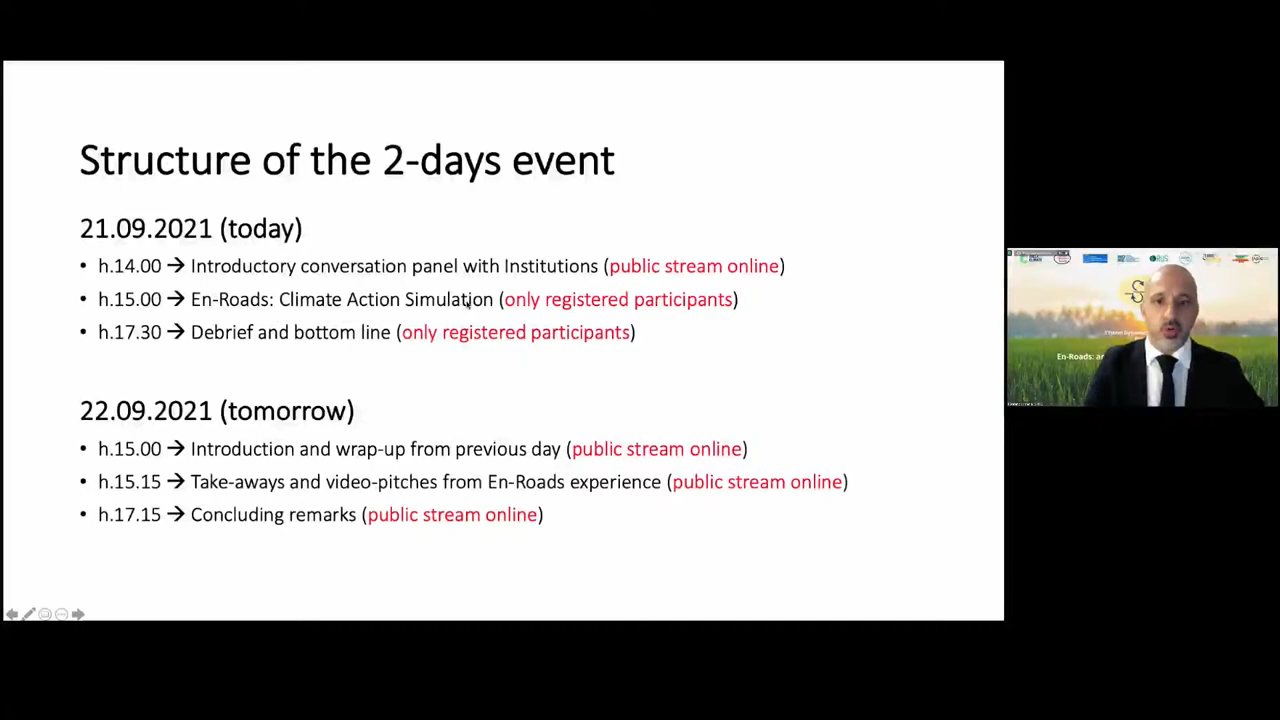 Structure of the 2-days event
21.09.2021 (today)
• h.14.00 → Introductory conversation panel with Institutions (public stream online)
• h.15.00 → En-Roads: Climate Action Simulation (only registered participants)
• h.17.30 → Debrief and bottom line (only registered participants)
22.09.2021 (tomorrow)
• h.15.00 → Introduction and wrap-up from previous day (public stream online)
• h.15.15 → Take-aways and video-pitches from En-Roads experience (public stream online)
• h.17.15 → Concluding remarks (public stream online)
RUS
En-Roads: an